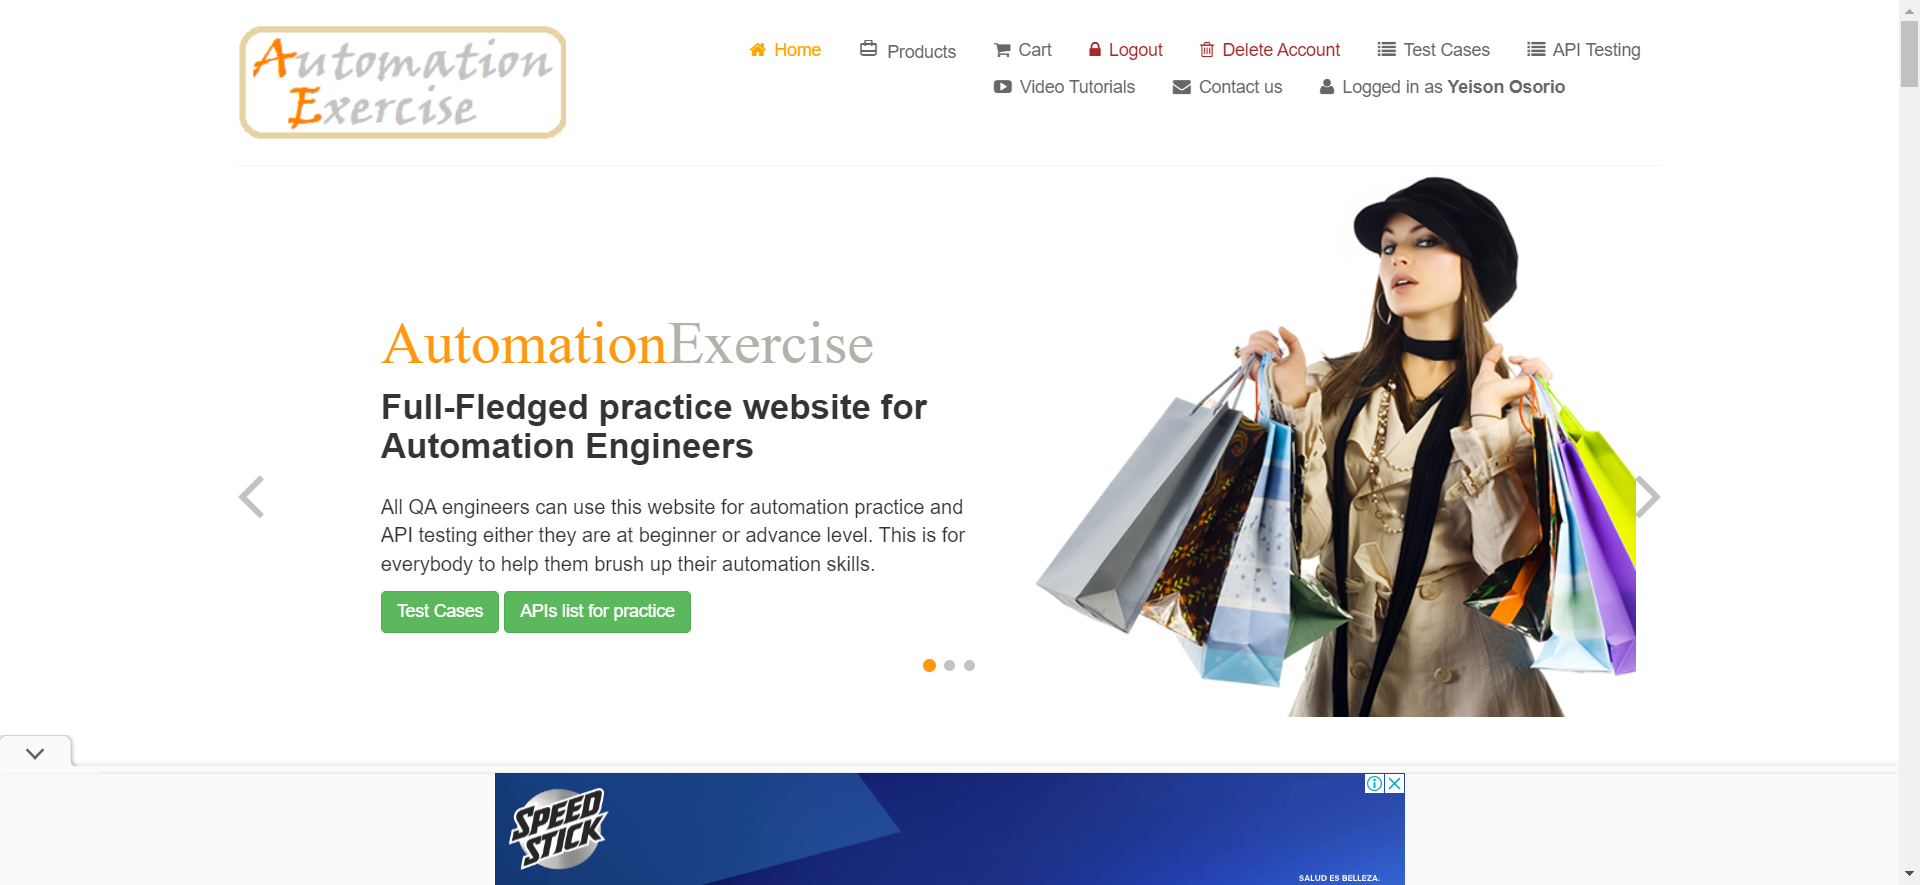 Automation
Exercise
Home
Products
Cart
Logout
Delete Account
Test Cases
API Testing
Video Tutorials
Contact us
Logged in as Yeison Osorio
AutomationExercise
Full-Fledged practice website for
Automation Engineers
All QA engineers can use this website for automation practice and
API testing either they are at beginner or advance level. This is for
everybody to help them brush up their automation skills.
Test Cases
APIs list for practice
SPEED
STICK
SALUD ES BELLEZA.